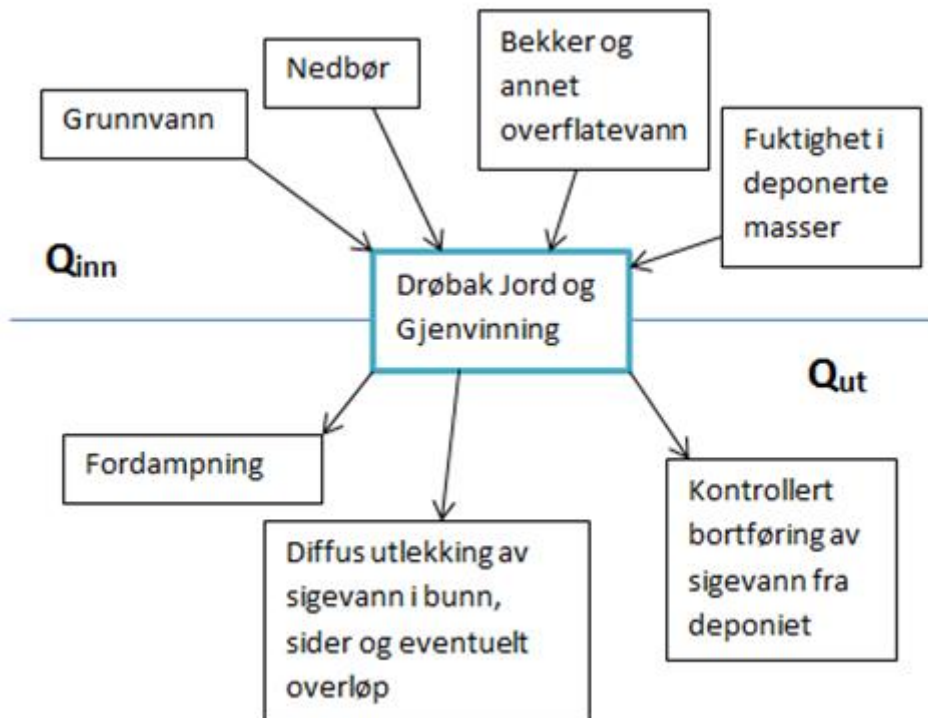 Grunnvann
Nedbør
Bekker og
annet
overflatevann
Fuktighet i
deponerte
masser
Qinn
Drøbak Jord og
Gjenvinning
Qut
Fordampning
Diffus utlekking av
sigevann i bunn,
sider og eventuelt
overløp
Kontrollert
bortføring av
sigevann fra
deponiet